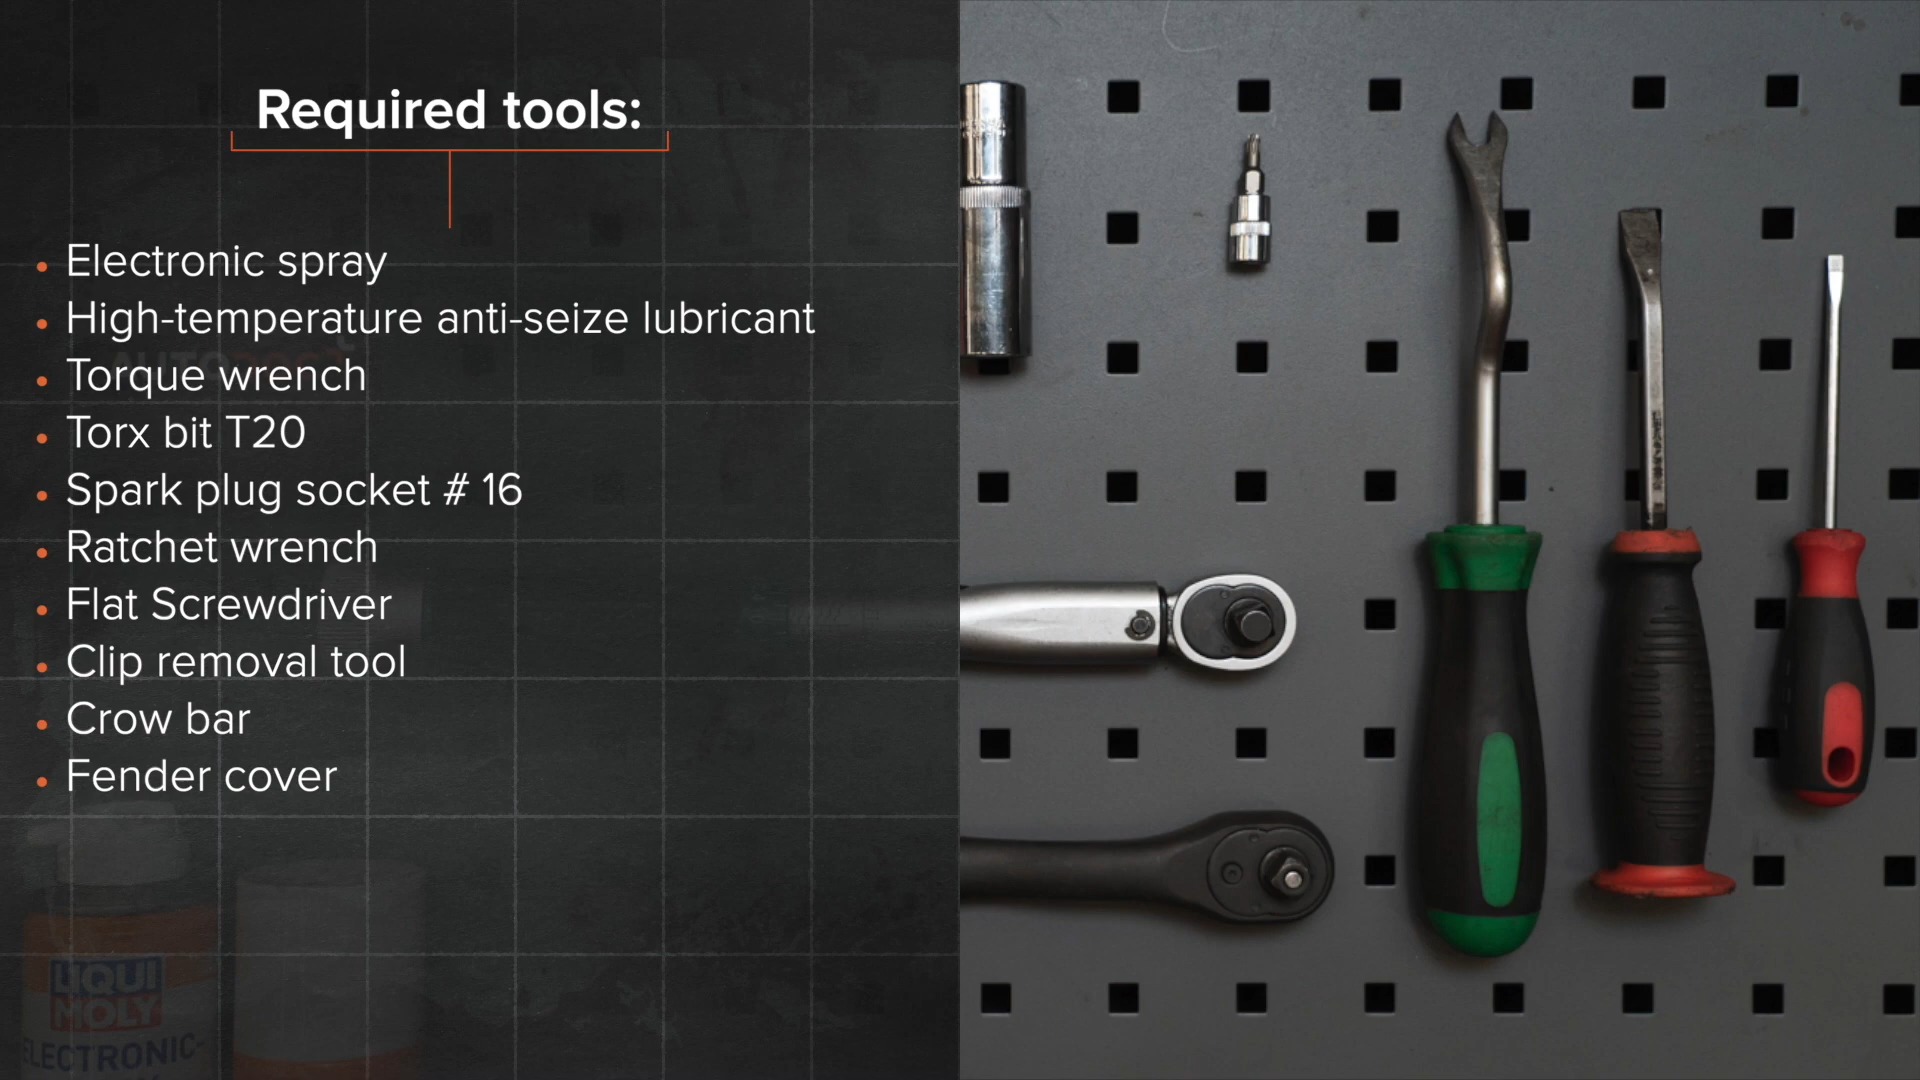 Required tools:
Electronic spray
High-temperature anti-seize lubricant
AUTODOC
Torque wrench
Torx bit T20
Spark plug socket # 16
Ratchet wrench
Flat Screwdriver
Clip removal tool
Crow bar
Fender cover
LIQUI
MOLY
ELECTRONIC-